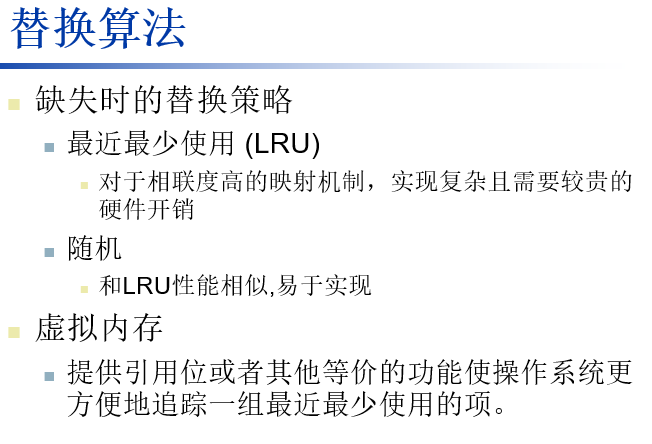 替换算法
缺失时的替换策略
最近最少使用 (LRU)
对于相联度高的映射机制，实现复杂且需要较贵的
硬件开销
随机
和LRU性能相似,易于实现
虚拟内存
提供引用位或者其他等价的功能使操作系统更
方便地追踪一组最近最少使用的项。